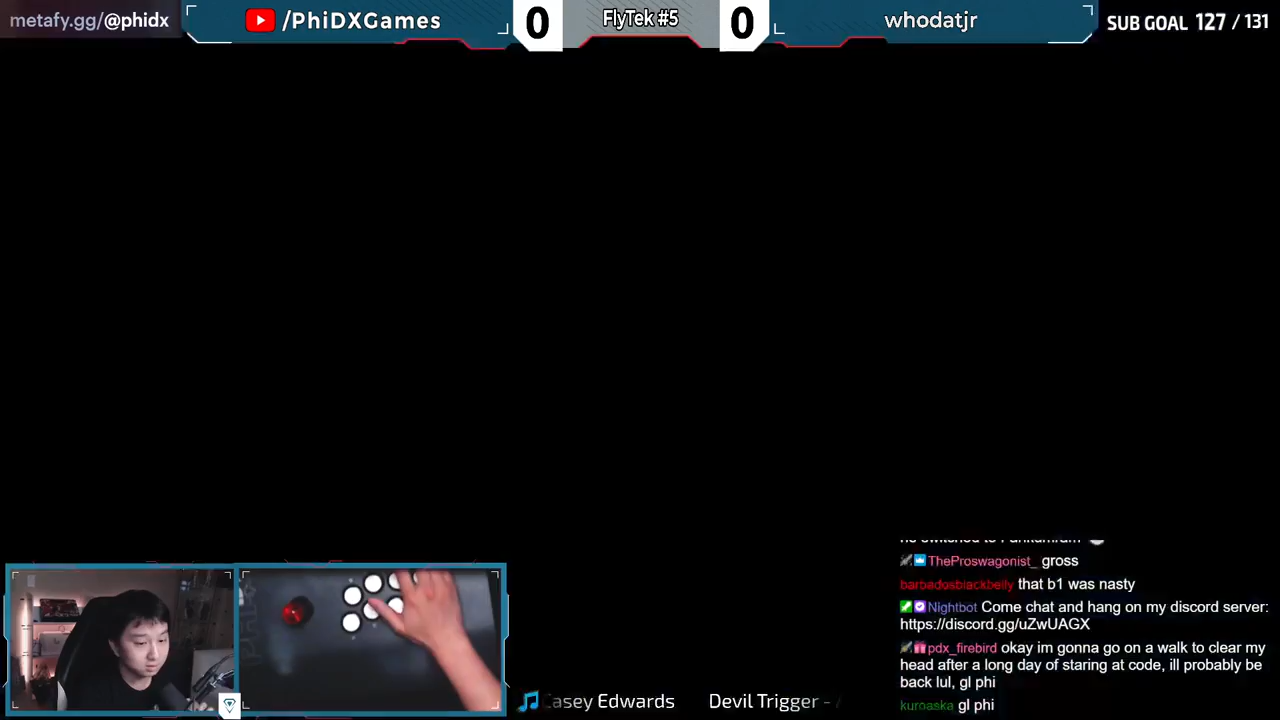 metafy.gg/@phidx
/PhiDXGames
0
FlyTek #5
0
whodatjr
SUB GOAL 127 / 131
TheProswagonist_ gross
barbadosblackbelly that b1 was nasty
Nightbot Come chat and hang on my discord server:
https://discord.gg/uZwUAGX
pdx_firebird okay im gonna go on a walk to clear my
head after a long day of staring at code, ill probably be
back lul, gl phi
kuroaska gl phi
Casey Edwards Devil Trigger -